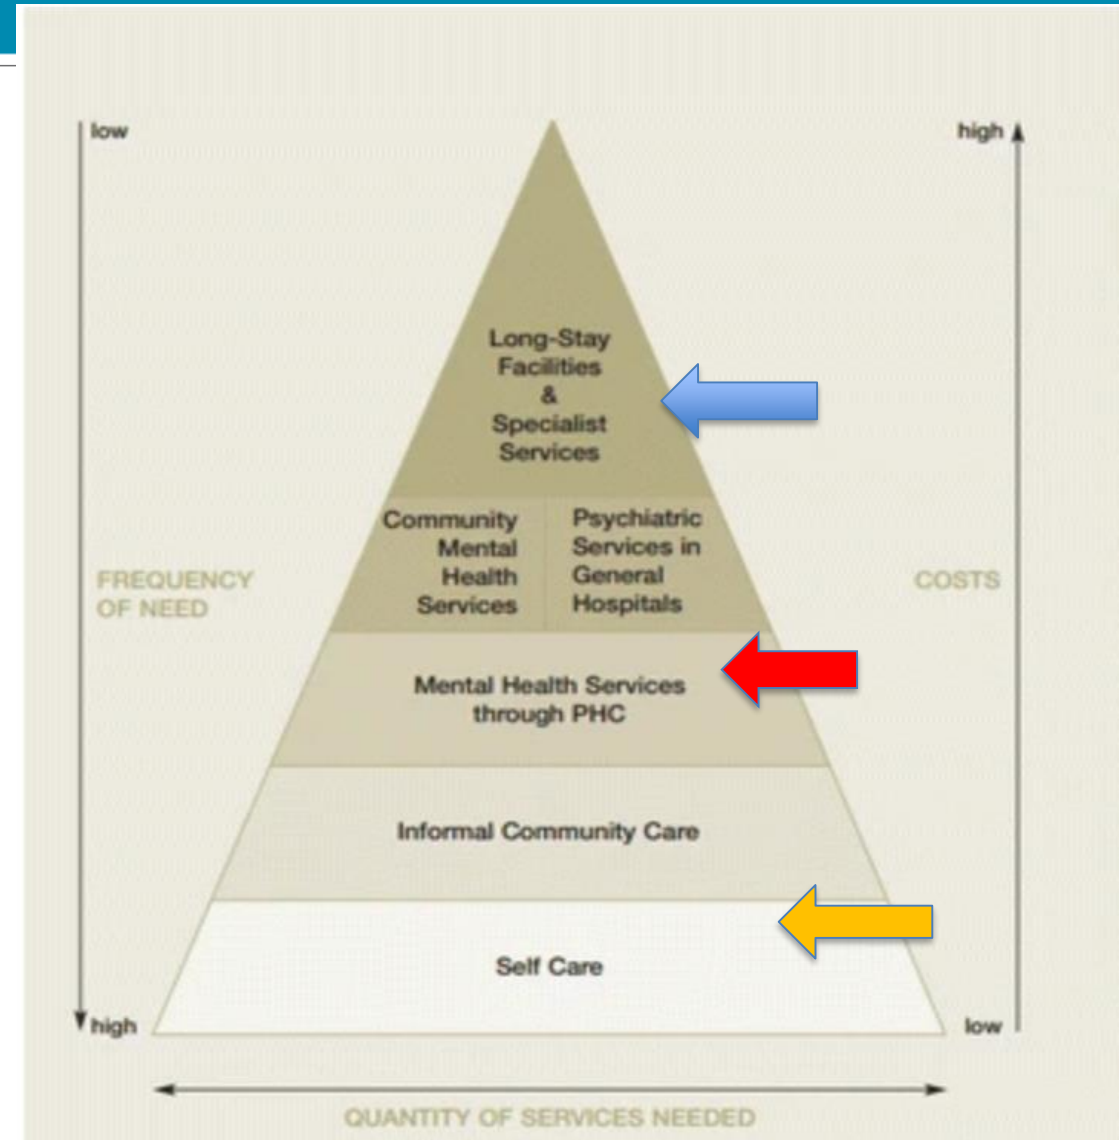 low
high
Long-Stay
Facilities
&
Specialist
Services
Community
Mental
Health
Services
Psychiatric
Services in
General
Hospitals
FREQUENCY
OF NEED
COSTS
Mental Health Services
through PHC
Informal Community Care
Self Care
high
low
QUANTITY OF SERVICES NEEDED